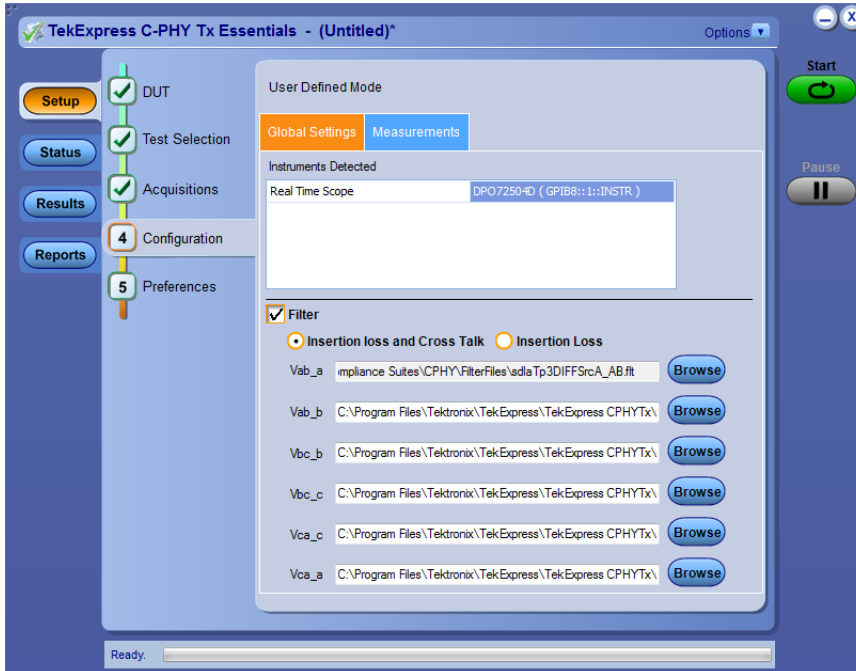 TekExpress C-PHY Tx Essentials - (Untitled)*
Options
Start
Pause
Setup
Status
Results
Reports
DUT
Test Selection
Acquisitions
4 Configuration
5 Preferences
User Defined Mode
Global Settings Measurements
Instruments Detected
Real Time Scope DPO72504D ( GPIB8::1::INSTR )
Filter
Insertion loss and Cross Talk Insertion Loss
Vab_a mpliance Suites\CPHY\FilterFiles\sdlaTp3DIFFSrcA_AB.flt Browse
Vab_b C:\Program Files\Tektronix\TekExpress\TekExpress CPHYTx\ Browse
Vbc_b C:\Program Files\Tektronix\TekExpress\TekExpress CPHYTx\ Browse
Vbc_c C:\Program Files\Tektronix\TekExpress\TekExpress CPHYTx\ Browse
Vca_c C:\Program Files\Tektronix\TekExpress\TekExpress CPHYTx\ Browse
Vca_a C:\Program Files\Tektronix\TekExpress\TekExpress CPHYTx\ Browse
Ready.